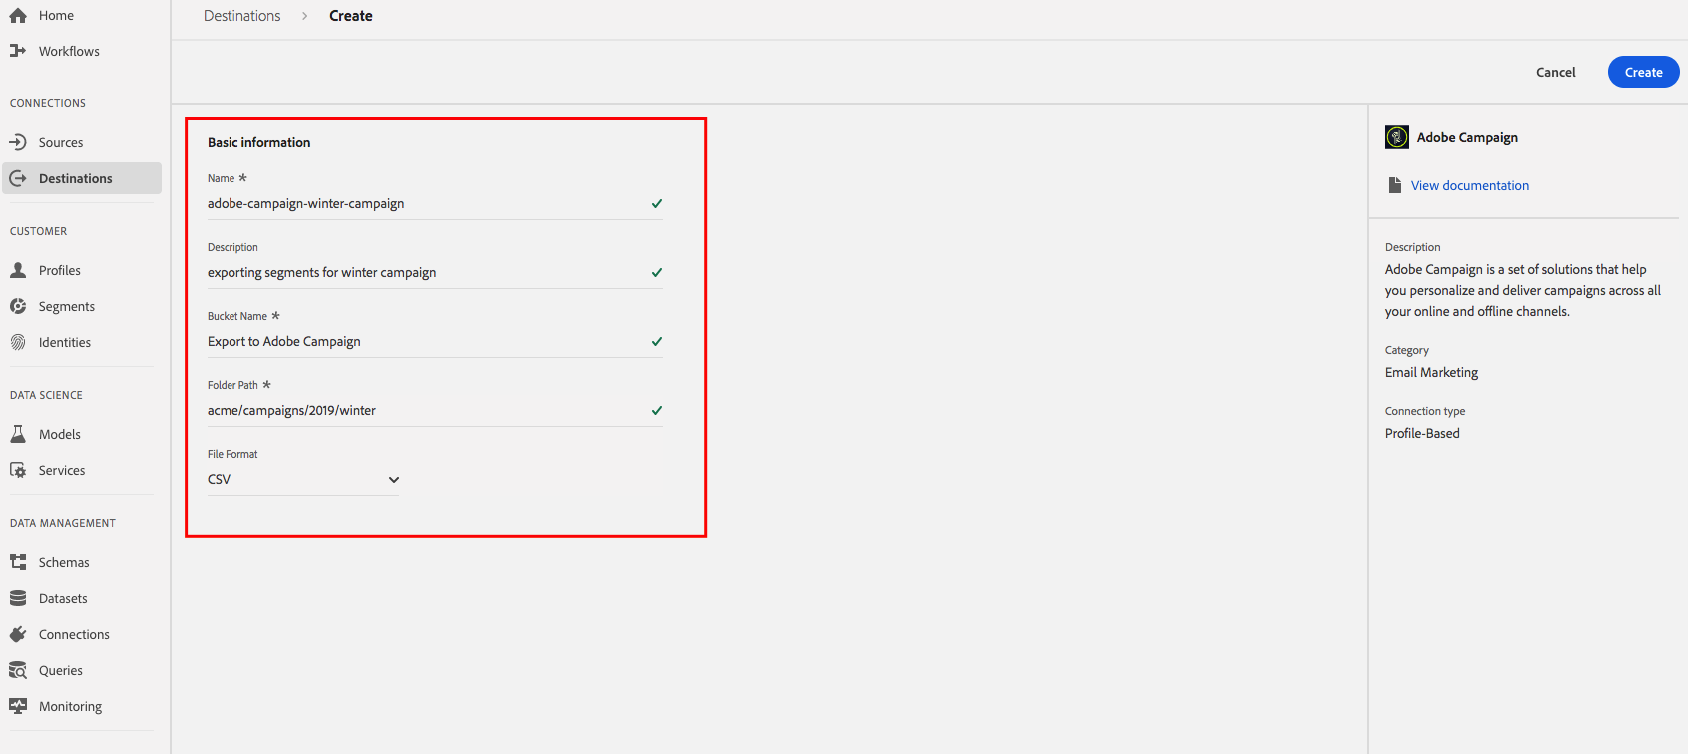 Home
Workflows
CONNECTIONS
Sources
Destinations
CUSTOMER
Profiles
Segments
Identities
DATA SCIENCE
Models
Services
DATA MANAGEMENT
Schemas
Datasets
Connections
Queries
Monitoring
Destinations > Create
Cancel Create
Basic information
Name *
adobe-campaign-winter-campaign
Description
exporting segments for winter campaign
Bucket Name *
Export to Adobe Campaign
Folder Path *
acme/campaigns/2019/winter
File Format
CSV
Adobe Campaign
View documentation
Description
Adobe Campaign is a set of solutions that help
you personalize and deliver campaigns across all
your online and offline channels.
Category
Email Marketing
Connection type
Profile-Based